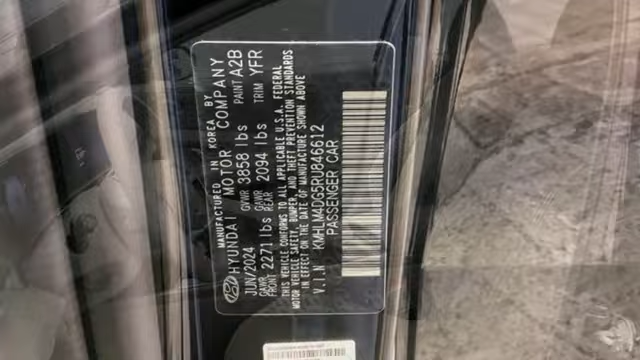 MANUFACTURED IN KOREA BY
HYUNDAI MOTOR COMPANY
JUN/2024 GVWR 3858 lbs PAINT A2B
GAWR FRONT 2271 lbs GAWR REAR 2094 lbs TRIM YFR
THIS VEHICLE CONFORMS TO ALL APPLICABLE U.S.A. FEDERAL
MOTOR VEHICLE SAFETY, BUMPER, AND THEFT PREVENTION STANDARDS
IN EFFECT ON THE DATE OF MANUFACTURE SHOWN ABOVE
V.I.N KMHLM4DG5RU846612
PASSENGER CAR